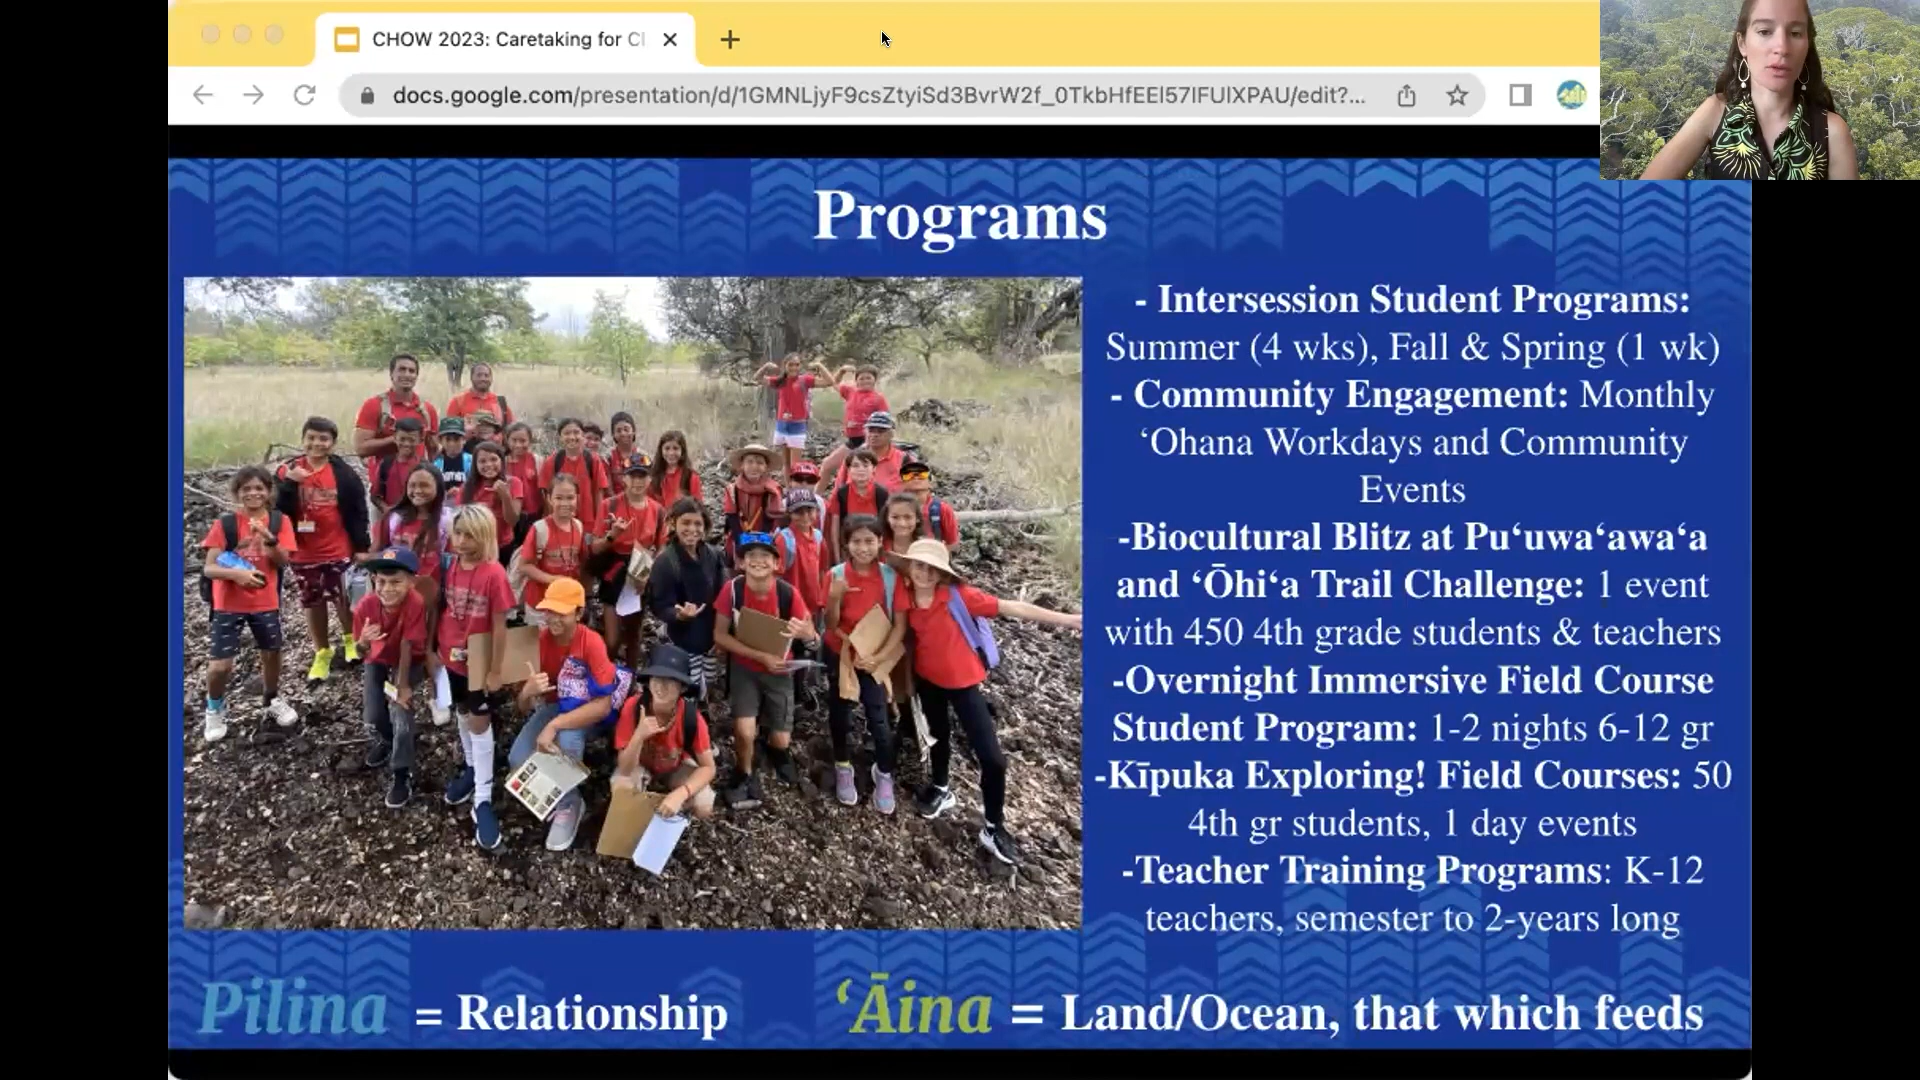 CHOW 2023: Caretaking for Cl
docs.google.com/presentation/d/1GMNLjyF9csZtyiSd3BvrW2f_0TkbHfEEl57lFUlXPAU/edit?...
Programs
- Intersession Student Programs:
Summer (4 wks), Fall & Spring (1 wk)
- Community Engagement: Monthly
ʻOhana Workdays and Community
Events
-Biocultural Blitz at Puʻuwaʻawaʻa
and ʻŌhiʻa Trail Challenge: 1 event
with 450 4th grade students & teachers
-Overnight Immersive Field Course
Student Program: 1-2 nights 6-12 gr
-Kīpuka Exploring! Field Courses: 50
4th gr students, 1 day events
-Teacher Training Programs: K-12
teachers, semester to 2-years long
Pilina = Relationship
ʻĀina = Land/Ocean, that which feeds